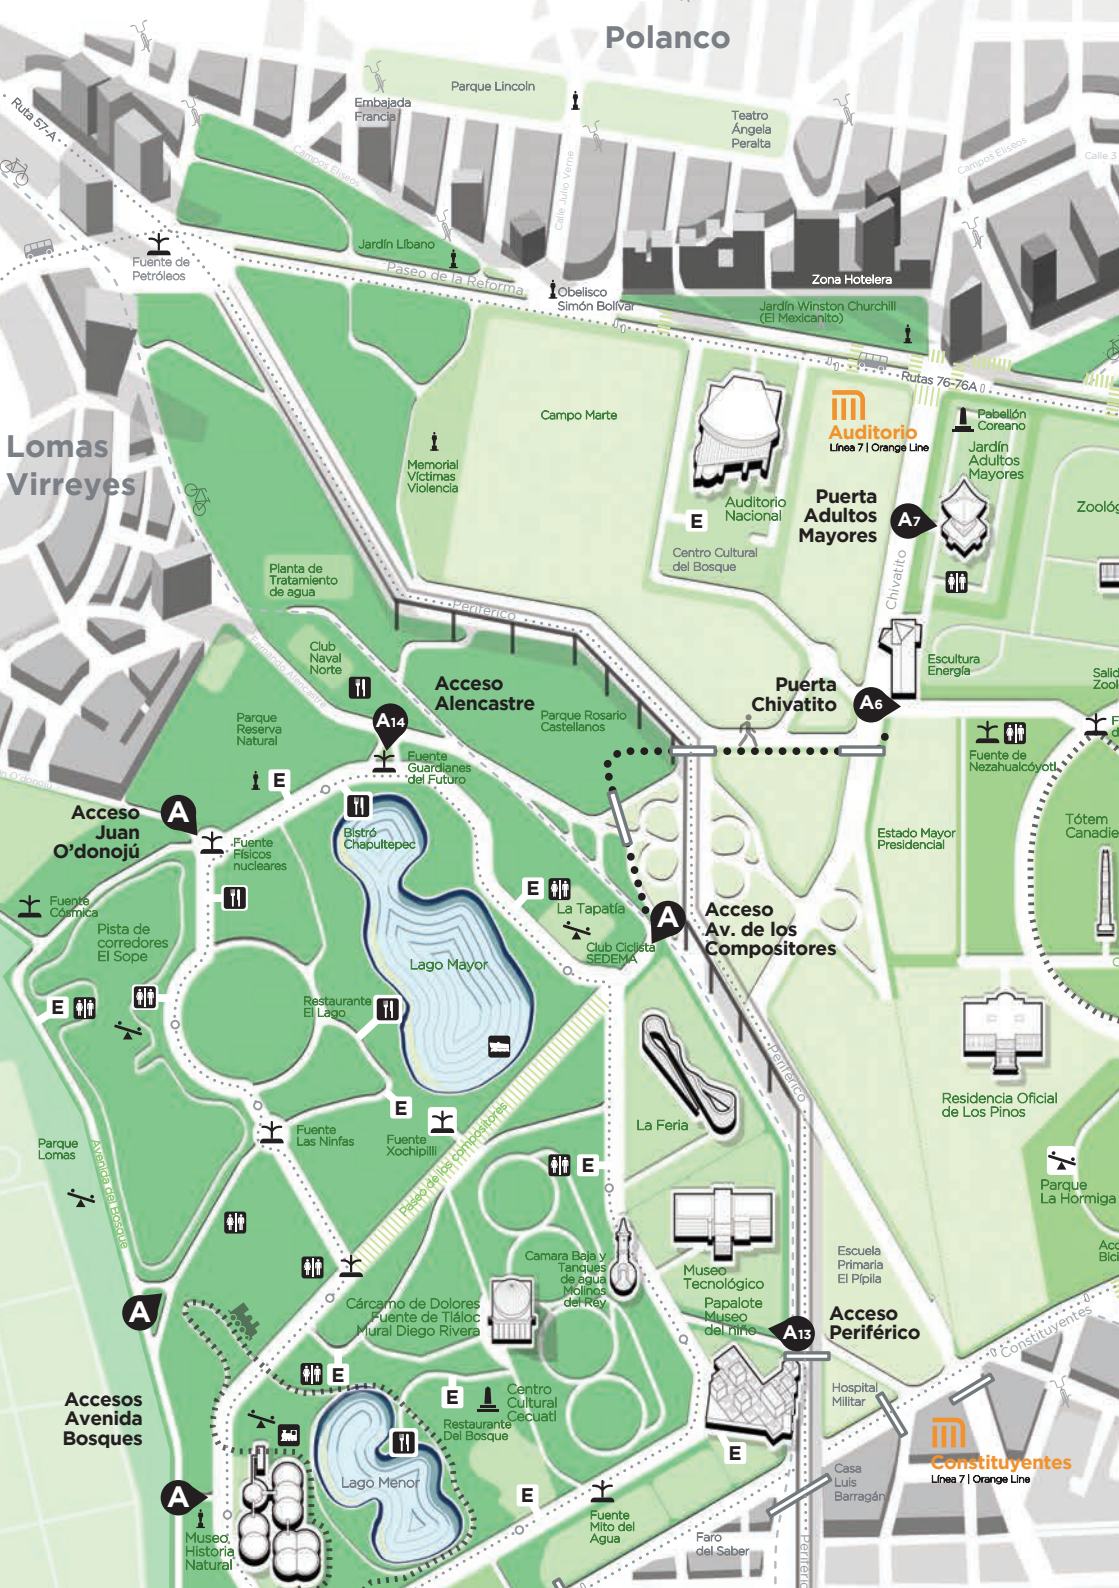 Polanco
Parque Lincoln
Embajada
Francia
Teatro
Ángela
Peralta
Ruta 57-A
Campos Elíseos
Calle Julio Verne
Campos Elíseos
Calle 3
Jardín Líbano
Fuente de
Petróleos
Paseo de la Reforma
Obelisco
Simón Bolívar
Zona Hotelera
Jardín Winston Churchill
(El Mexicanito)
Rutas 76-76A
Campo Marte
Auditorio
Línea 7 | Orange Line
Pabellón
Coreano
Jardín
Adultos
Mayores
Lomas
Virreyes
Memorial
Víctimas
Violencia
Auditorio
Nacional
Puerta
Adultos
Mayores
A7
E
Zoológ
Centro Cultural
del Bosque
Chivatito
Planta de
Tratamiento
de agua
Periférico
Fernando Alencastre
Club
Naval
Norte
Escultura
Energía
Salid
Zool
Acceso
Alencastre
Puerta
Chivatito
A6
A14
Parque
Reserva
Natural
Parque Rosario
Castellanos
Fuente
Guardianes
del Futuro
Fuente de
Nezahualcóyotl
F
d
E
Acceso
Juan
O'donojú
A
Fuente
Físicos
nucleares
Bistró
Chapultepec
Estado Mayor
Presidencial
Tótem
Canadie
Fuente
Cósmica
Pista de
corredores
El Sope
E
La Tapatía
Club Ciclista
SEDEMA
A
Acceso
Av. de los
Compositores
Lago Mayor
E
Restaurante
El Lago
Periférico
E
La Feria
Residencia Oficial
de Los Pinos
Fuente
Las Ninfas
Fuente
Xochipilli
Parque
Lomas
Avenida del Bosque
Paseo de los compositores
E
Parque
La Hormiga
Acc
Bici
Camara Baja y
Tanques
de agua
Molinos
del Rey
Museo
Tecnológico
Escuela
Primaria
El Pípila
A
Cárcamo de Dolores
Fuente de Tláloc
Mural Diego Rivera
Papalote
Museo
del niño
A13
Acceso
Periférico
Constituyentes
E
E
Centro
Cultural
Cecuatl
Restaurante
Del Bosque
Hospital
Militar
Accesos
Avenida
Bosques
E
Constituyentes
Línea 7 | Orange Line
Lago Menor
Casa
Luis
Barragán
A
E
Museo
Historia
Natural
Fuente
Mito del
Agua
Faro
del Saber
Periféric